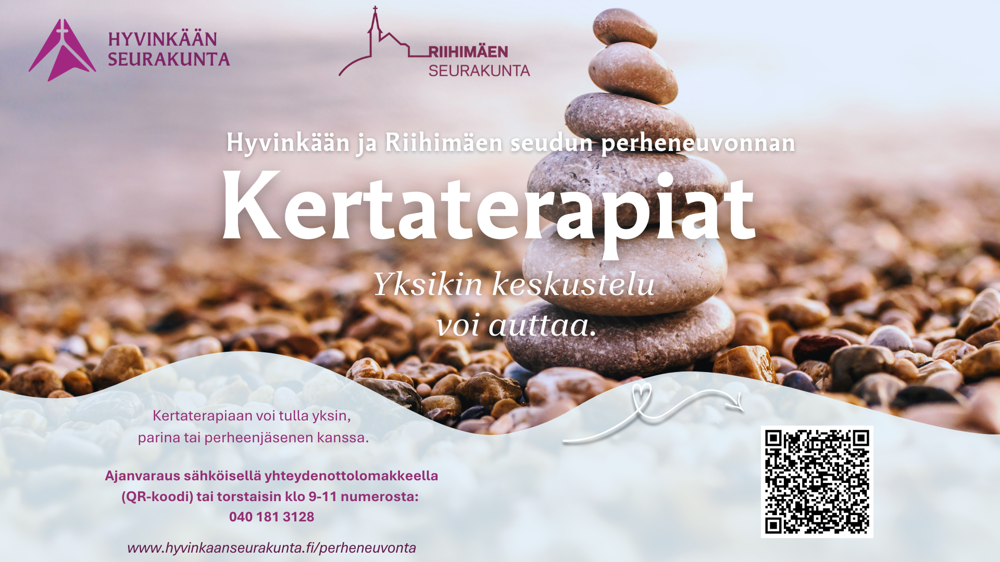 HYVINKÄÄN
SEURAKUNTA
RIIHIMÄEN
SEURAKUNTA
Hyvinkään ja Riihimäen seudun perheneuvonnan
Kertaterapiat
Yksikin keskustelu
voi auttaa.
Kertaterapiaan voi tulla yksin,
parina tai perheenjäsenen kanssa.
Ajanvaraus sähköisellä yhteydenottolomakkeella
(QR-koodi) tai torstaisin klo 9-11 numerosta:
040 181 3128
www.hyvinkaanseurakunta.fi/perheneuvonta